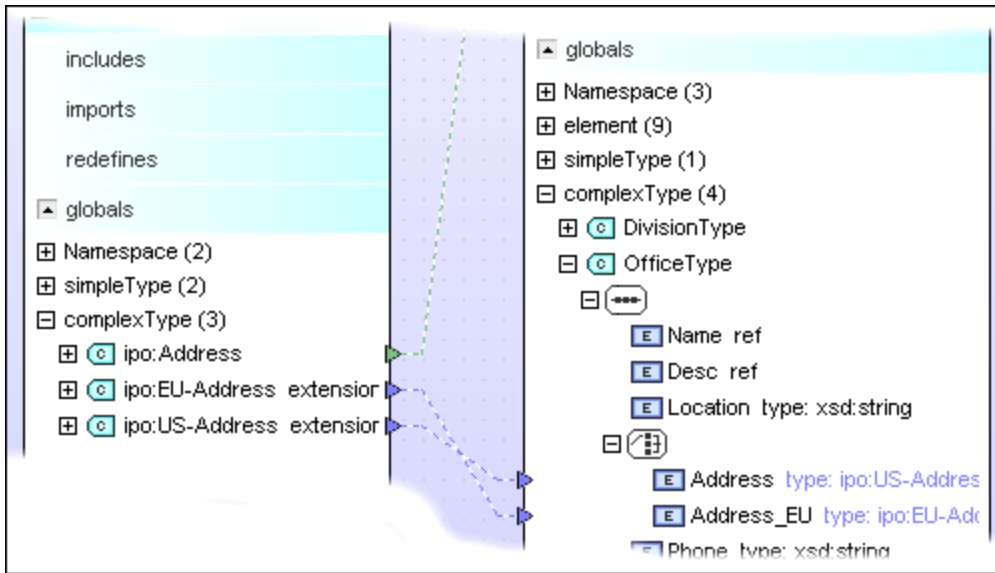 includes
imports
redefines
globals
Namespace (2)
simpleType (2)
complexType (3)
c ipo:Address
c ipo:EU-Address extension
c ipo:US-Address extension
globals
Namespace (3)
element (9)
simpleType (1)
complexType (4)
c DivisionType
c OfficeType
E Name ref
E Desc ref
E Location type: xsd:string
E Address type: ipo:US-Addres
E Address_EU type: ipo:EU-Add
E Phone type: xsd:string